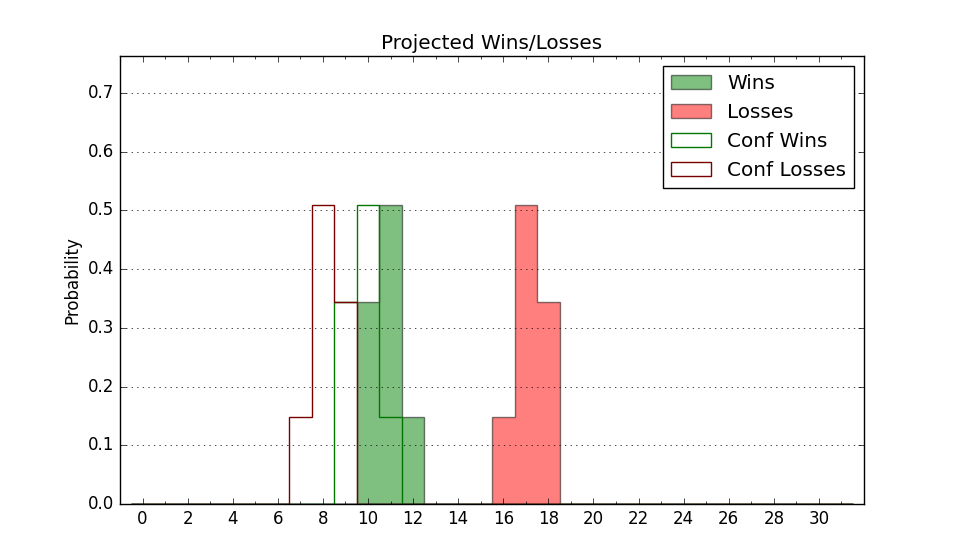 Projected Wins/Losses
Wins
Losses
Conf Wins
Conf Losses
Probability
0.7
0.6
0.5
0.4
0.3
0.2
0.1
0.0
0 2 4 6 8 10 12 14 16 18 20 22 24 26 28 30